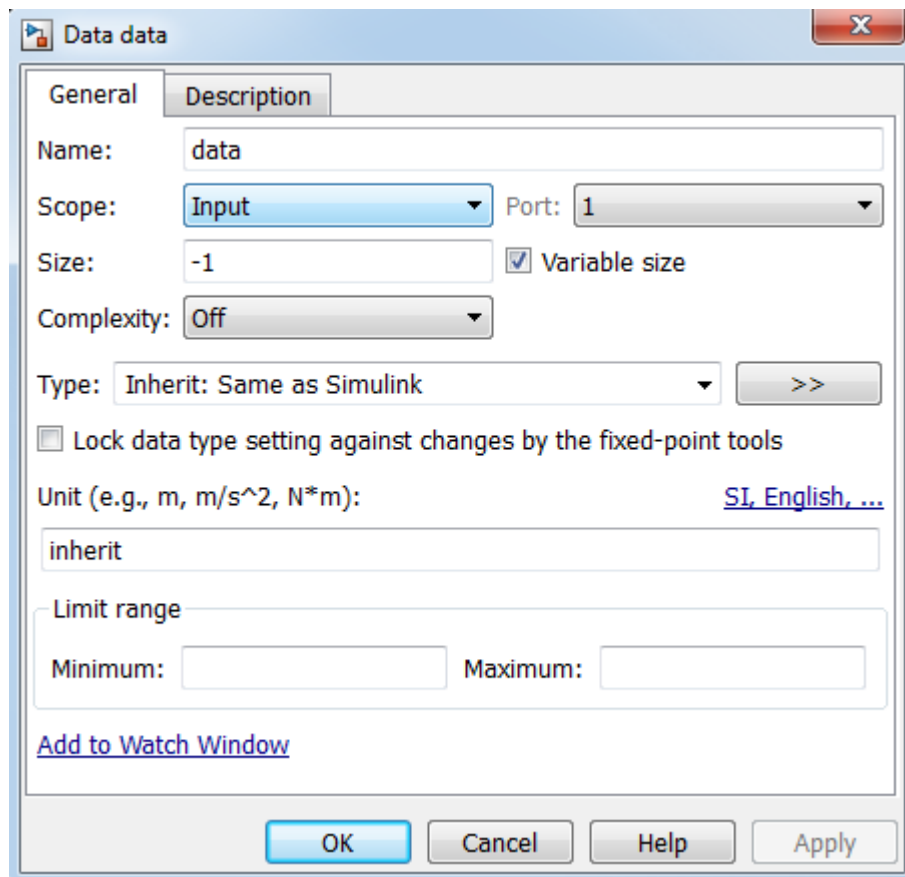 Data data
General Description
Name: data
Scope: Input Port: 1
Size: -1 Variable size
Complexity: Off
Type: Inherit: Same as Simulink >>
Lock data type setting against changes by the fixed-point tools
Unit (e.g., m, m/s^2, N*m): SI, English, ...
inherit
Limit range
Minimum: Maximum:
Add to Watch Window
OK Cancel Help Apply